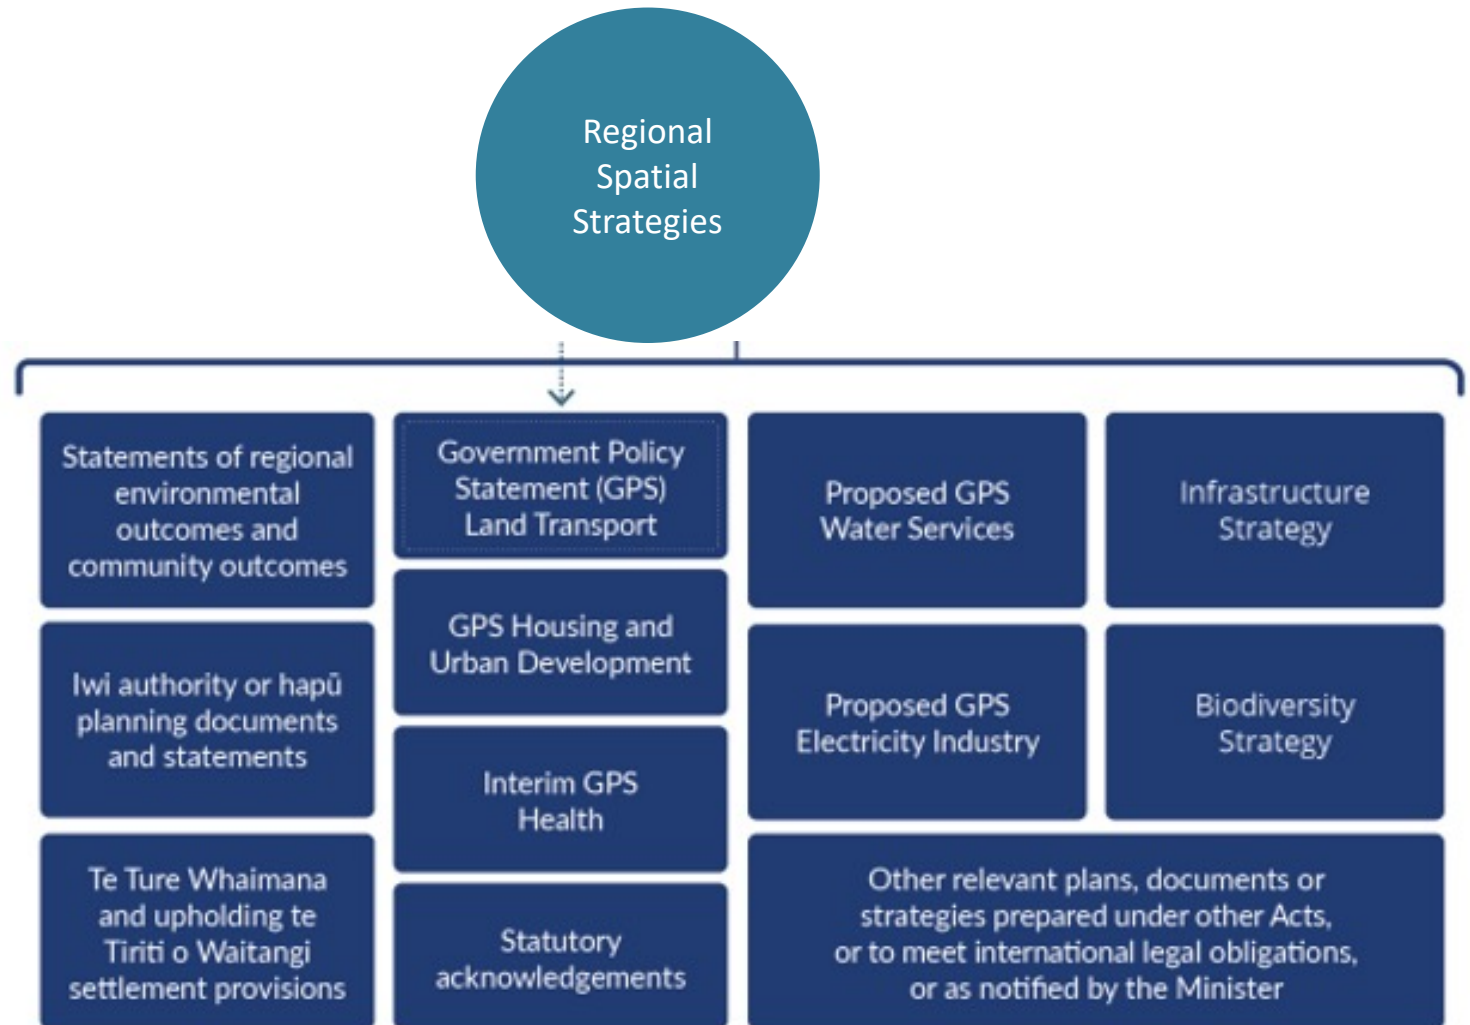 Regional
Spatial
Strategies
Statements of regional
environmental
outcomes and
community outcomes
Iwi authority or hapū
planning documents
and statements
Te Ture Whaimana
and upholding te
Tiriti o Waitangi
settlement provisions
Government Policy
Statement (GPS)
Land Transport
GPS Housing and
Urban Development
Interim GPS
Health
Statutory
acknowledgements
Proposed GPS
Water Services
Proposed GPS
Electricity Industry
Infrastructure
Strategy
Biodiversity
Strategy
Other relevant plans, documents or
strategies prepared under other Acts,
or to meet international legal obligations,
or as notified by the Minister